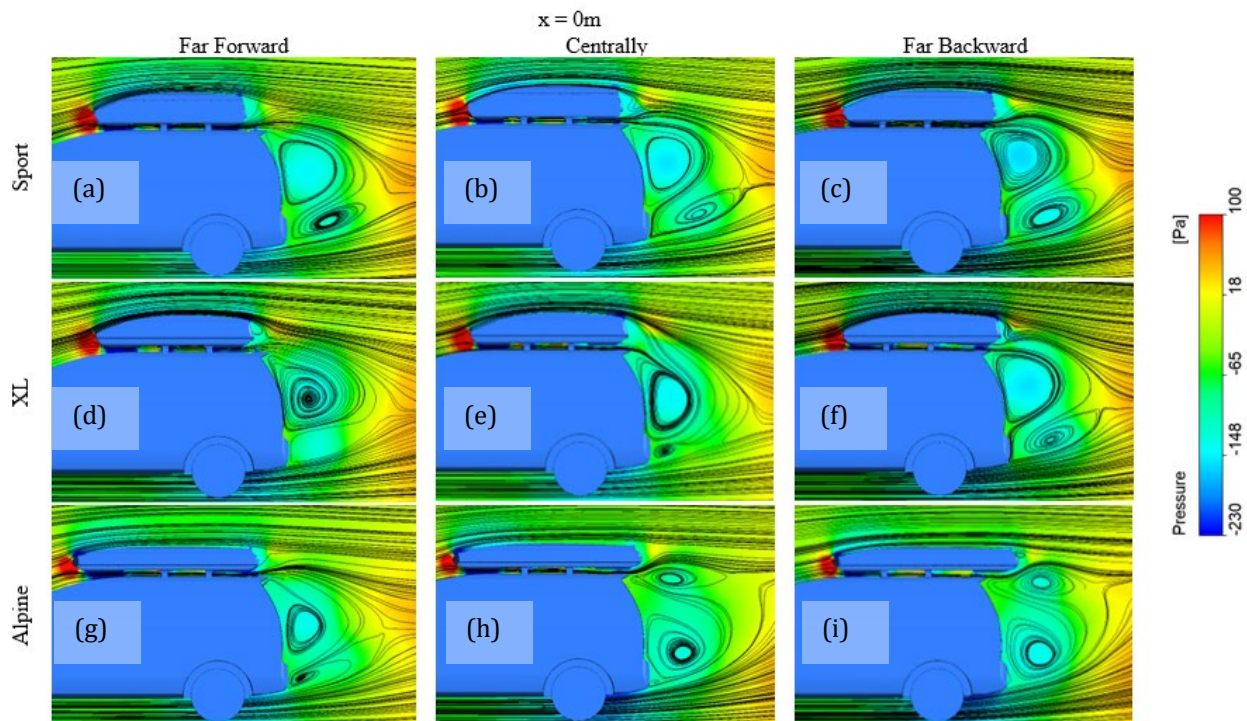 x = 0m
Far Forward
Centrally
Far Backward
Sport
(a)
(b)
(c)
XL
(d)
(e)
(f)
Alpine
(g)
(h)
(i)
[Pa]
100
18
-65
-148
-230
Pressure